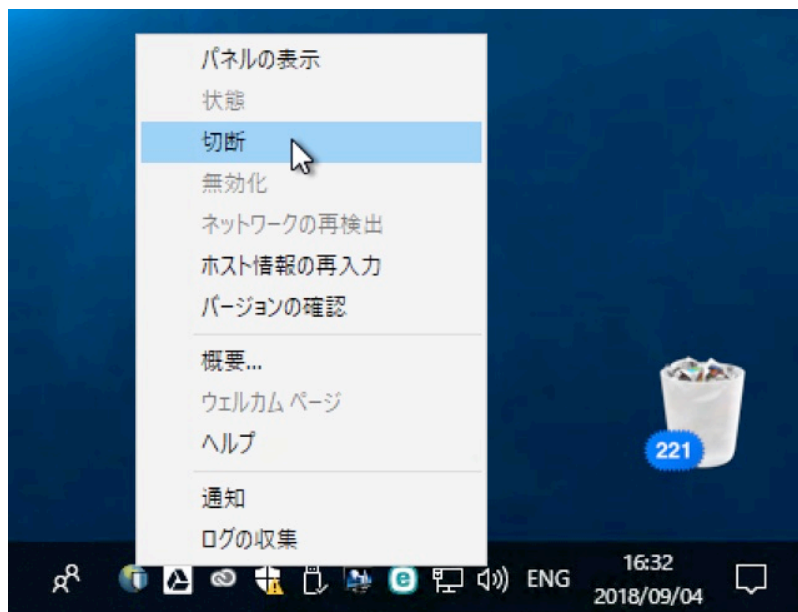 パネルの表示
状態
切断
無効化
ネットワークの再検出
ホスト情報の再入力
バージョンの確認
概要...
ウェルカム ページ
ヘルプ
通知
ログの収集
221
ENG
16:32
2018/09/04